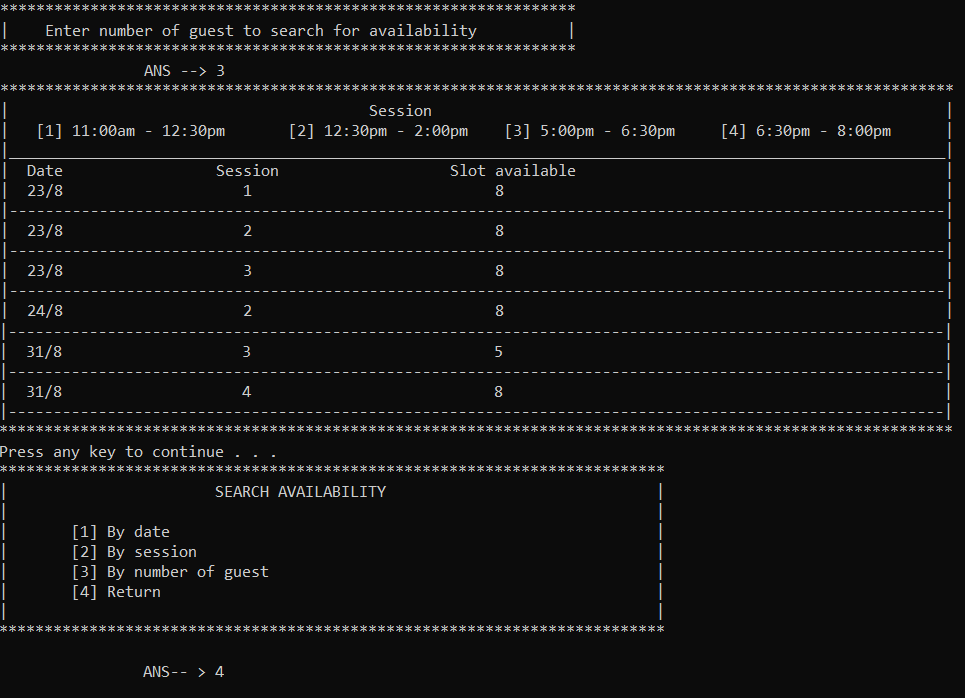 ****************************************************************
|    Enter number of guest to search for availability          |
****************************************************************
ANS --> 3
**********************************************************************************************************
|                                        Session                                                         |
|   [1] 11:00am - 12:30pm       [2] 12:30pm - 2:00pm    [3] 5:00pm - 6:30pm     [4] 6:30pm - 8:00pm      |
|________________________________________________________________________________________________________|
|  Date                 Session                   Slot available                                         |
|  23/8                    1                           8                                                 |
|--------------------------------------------------------------------------------------------------------|
|  23/8                    2                           8                                                 |
|--------------------------------------------------------------------------------------------------------|
|  23/8                    3                           8                                                 |
|--------------------------------------------------------------------------------------------------------|
|  24/8                    2                           8                                                 |
|--------------------------------------------------------------------------------------------------------|
|  31/8                    3                           5                                                 |
|--------------------------------------------------------------------------------------------------------|
|  31/8                    4                           8                                                 |
|--------------------------------------------------------------------------------------------------------|
**********************************************************************************************************
Press any key to continue . . .
**************************************************************************
|                       SEARCH AVAILABILITY                              |
|                                                                        |
|       [1] By date                                                      |
|       [2] By session                                                   |
|       [3] By number of guest                                           |
|       [4] Return                                                       |
|                                                                        |
**************************************************************************
ANS-- > 4